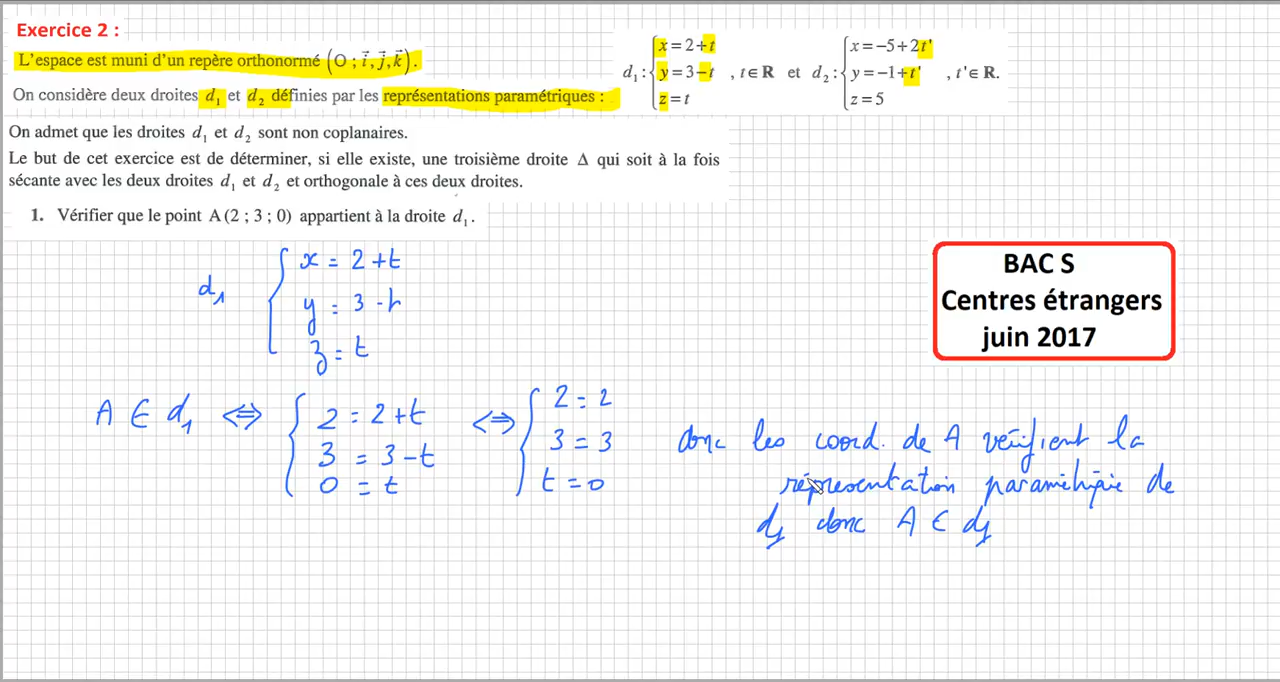 Exercice 2 :
L'espace est muni d'un repère orthonormé (O ; i⃗, j⃗, k⃗).
On considère deux droites d₁ et d₂ définies par les représentations paramétriques :
d₁ : { x = 2+t
y = 3−t , t ∈ R et d₂ : { x = −5+2t'
z = t
y = −1+t' , t' ∈ R.
z = 5
On admet que les droites d₁ et d₂ sont non coplanaires.
Le but de cet exercice est de déterminer, si elle existe, une troisième droite Δ qui soit à la fois
sécante avec les deux droites d₁ et d₂ et orthogonale à ces deux droites.
1. Vérifier que le point A (2 ; 3 ; 0) appartient à la droite d₁.
d₁ { x = 2 + t
y = 3 - t
z = t
BAC S
Centres étrangers
juin 2017
A ∈ d₁ ⇔ { 2 = 2+t
3 = 3−t
0 = t
⇔ { 2 = 2
3 = 3
t = 0
donc les coord. de A vérifient la
représentation paramétrique de
d₁ donc A ∈ d₁